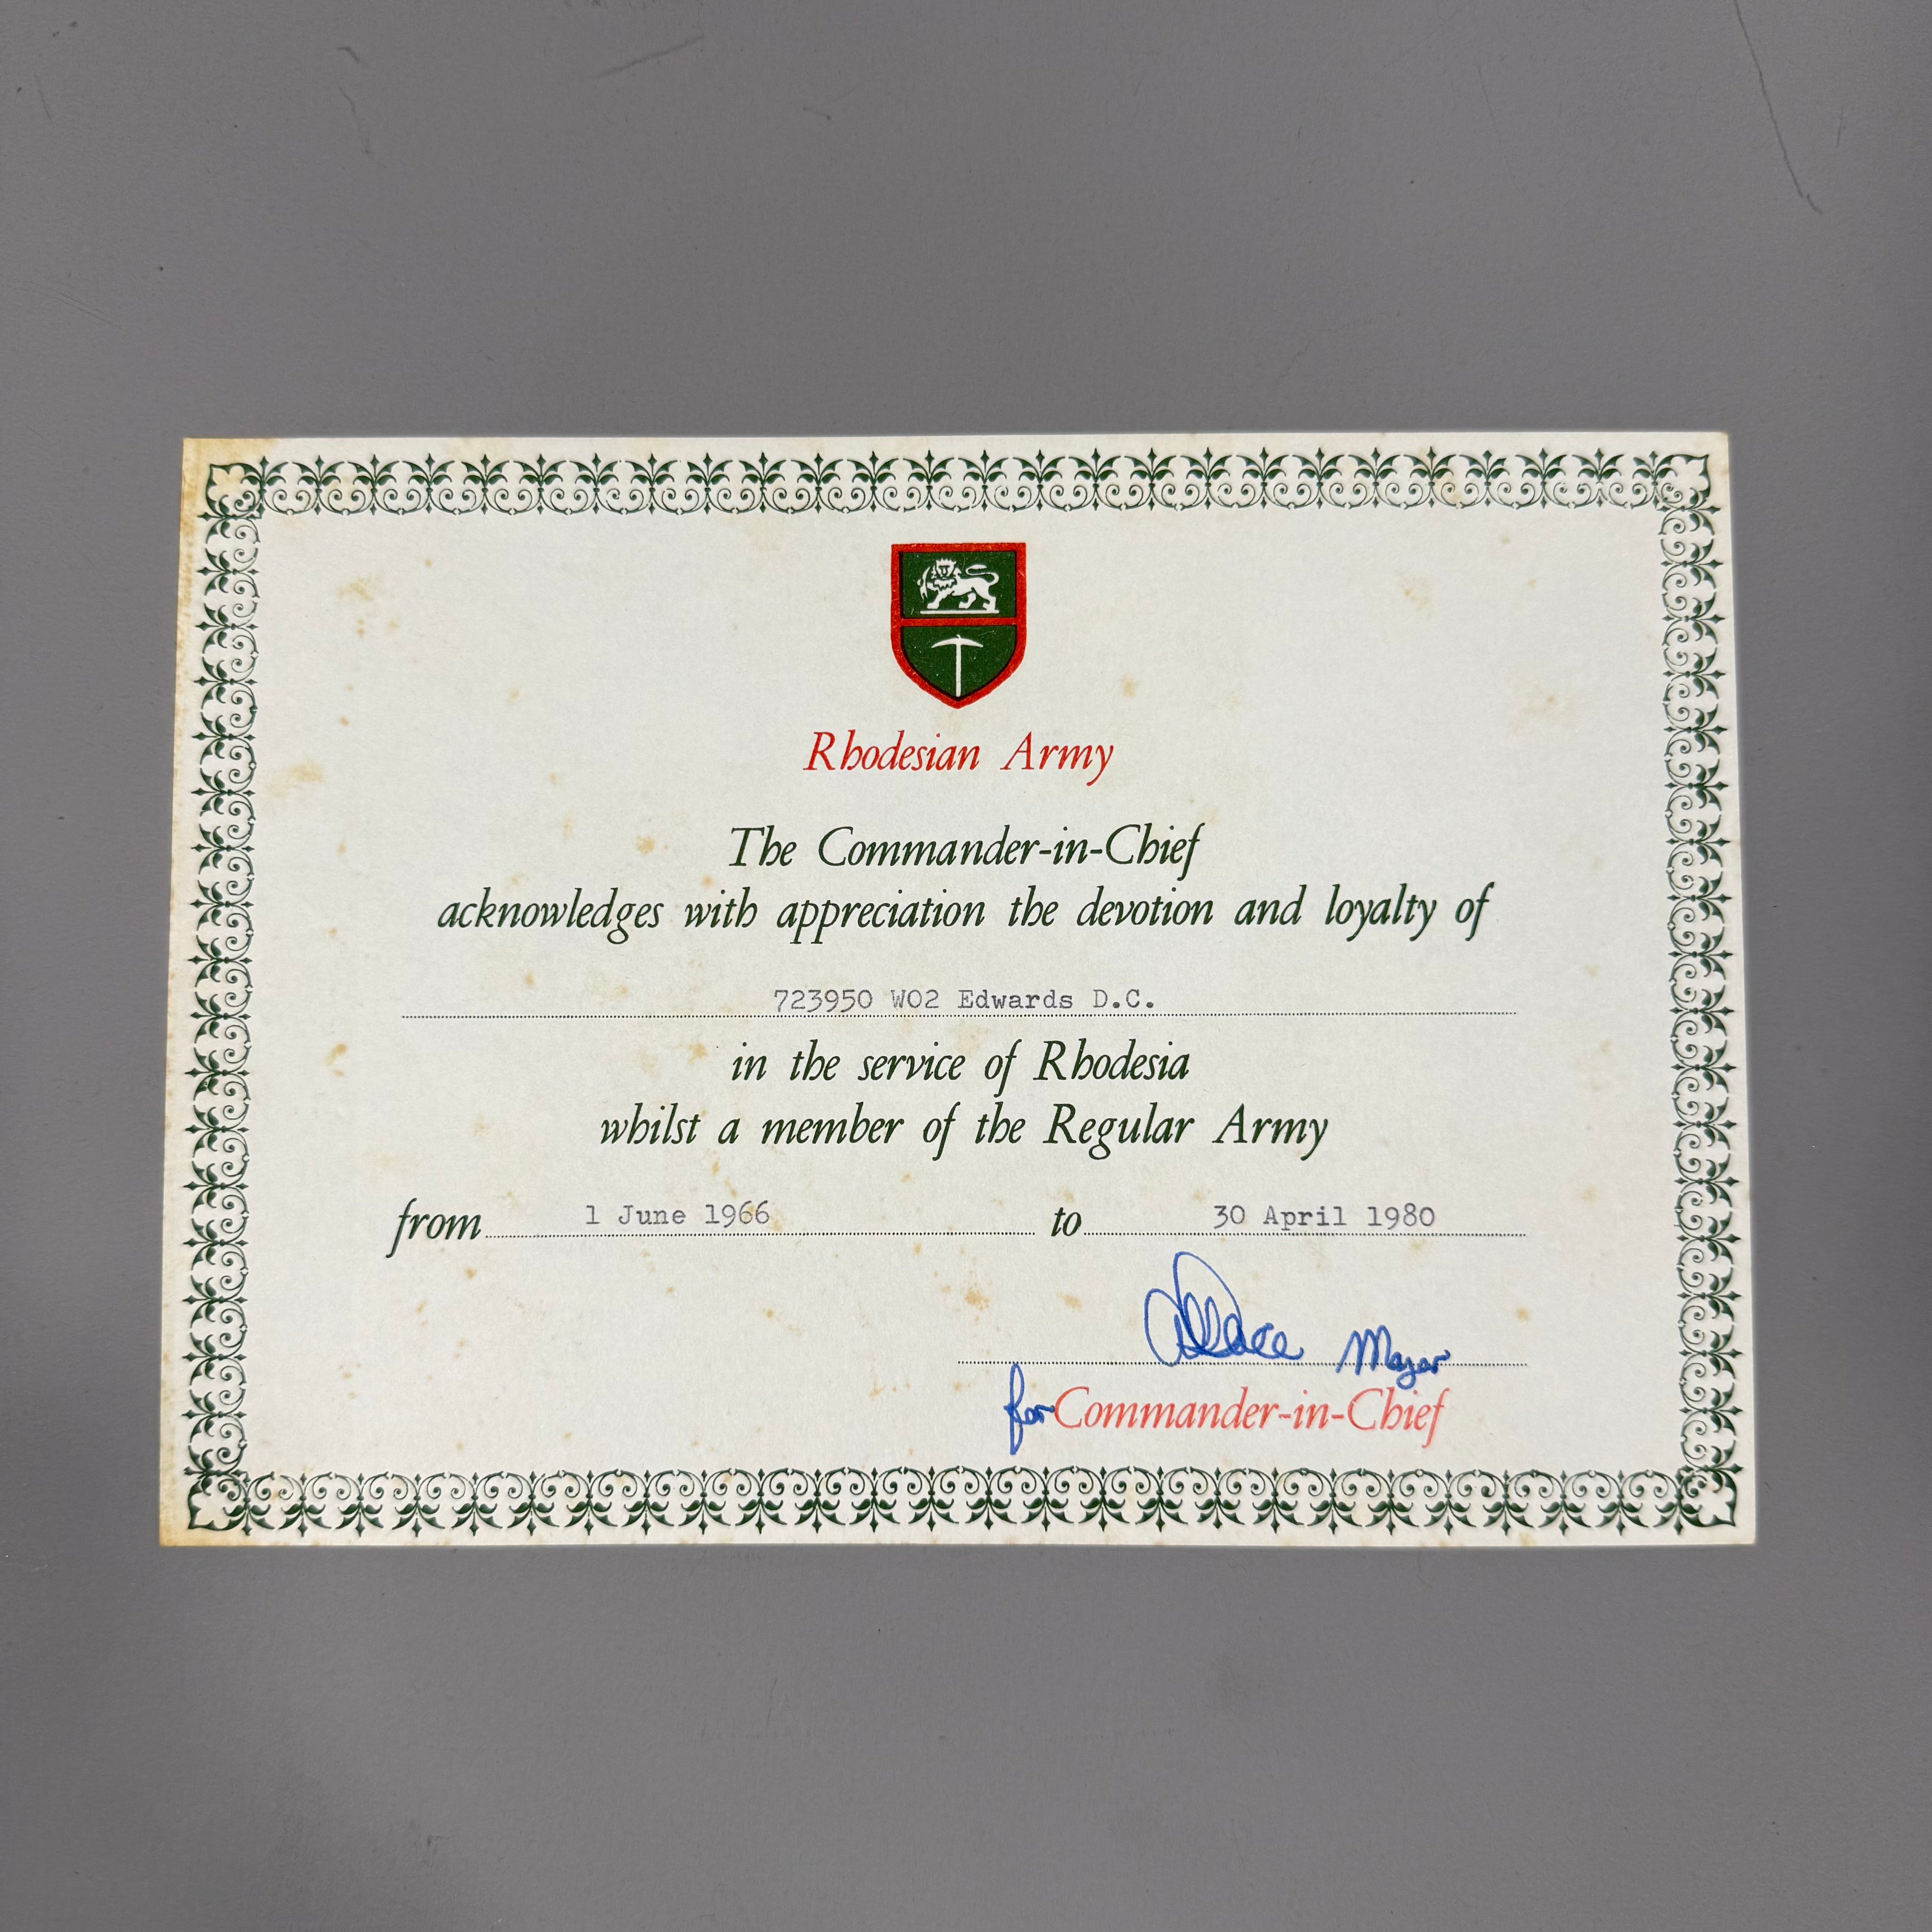 Rhodesian Army
The Commander-in-Chief
acknowledges with appreciation the devotion and loyalty of
723950 WO2 Edwards D.C.
in the service of Rhodesia
whilst a member of the Regular Army
from 1 June 1966 to 30 April 1980
Major
for Commander-in-Chief